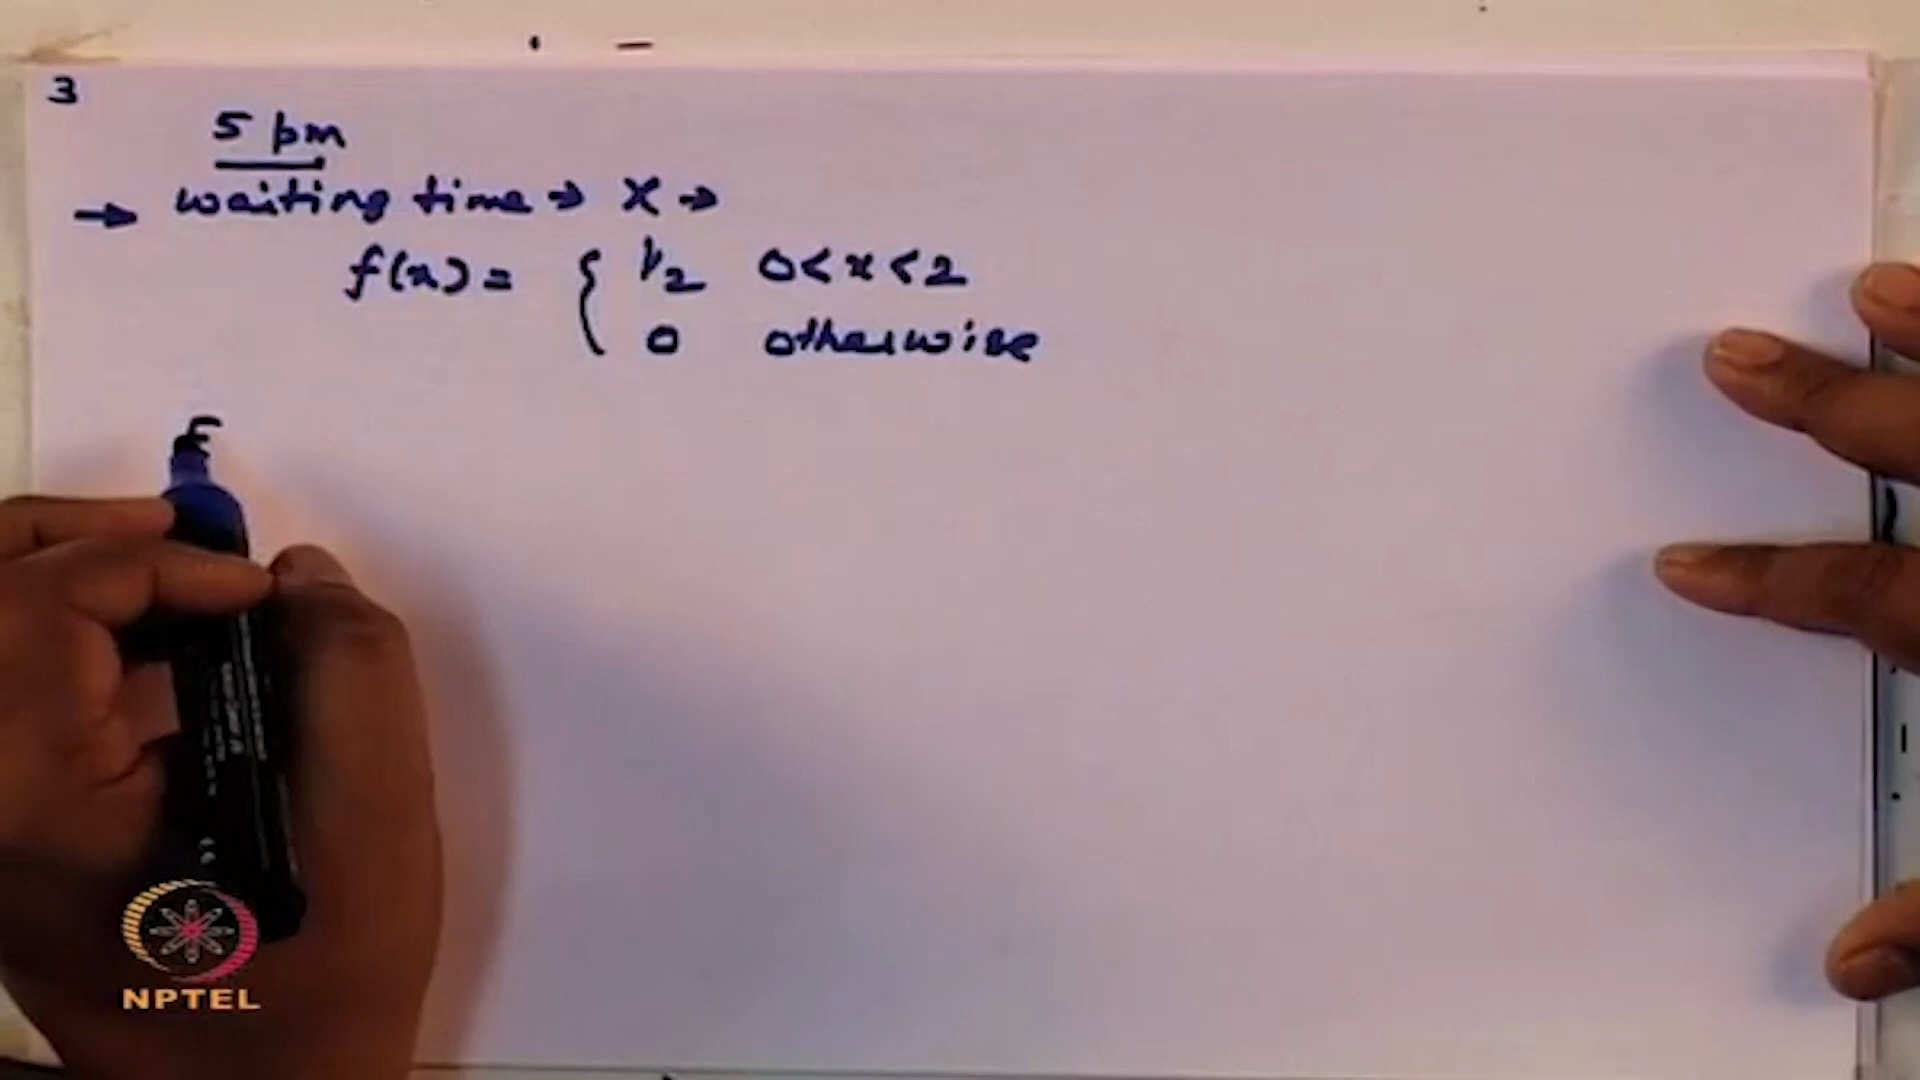 3
5 pm
→ waiting time → X →
f(x) = { 1/2 0<x<2
0 otherwise
E
NPTEL